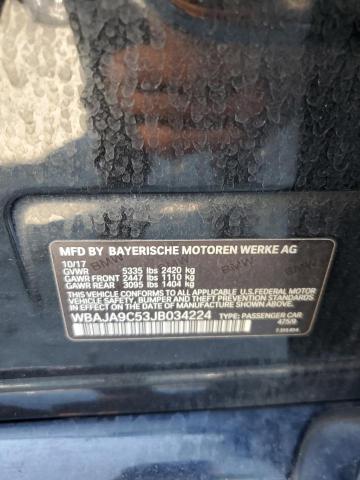 MFD BY BAYERISCHE MOTOREN WERKE AG
10/17
GVWR 5335 lbs 2420 kg
GAWR FRONT 2447 lbs 1110 kg
GAWR REAR 3095 lbs 1404 kg
THIS VEHICLE CONFORMS TO ALL APPLICABLE U.S.FEDERAL MOTOR
VEHICLE SAFETY, BUMPER, AND THEFT PREVENTION STANDARDS
IN EFFECT ON THE DATE OF MANUFACTURE SHOWN ABOVE.
WBAJA9C53JB034224 TYPE: PASSENGER CAR
475/9